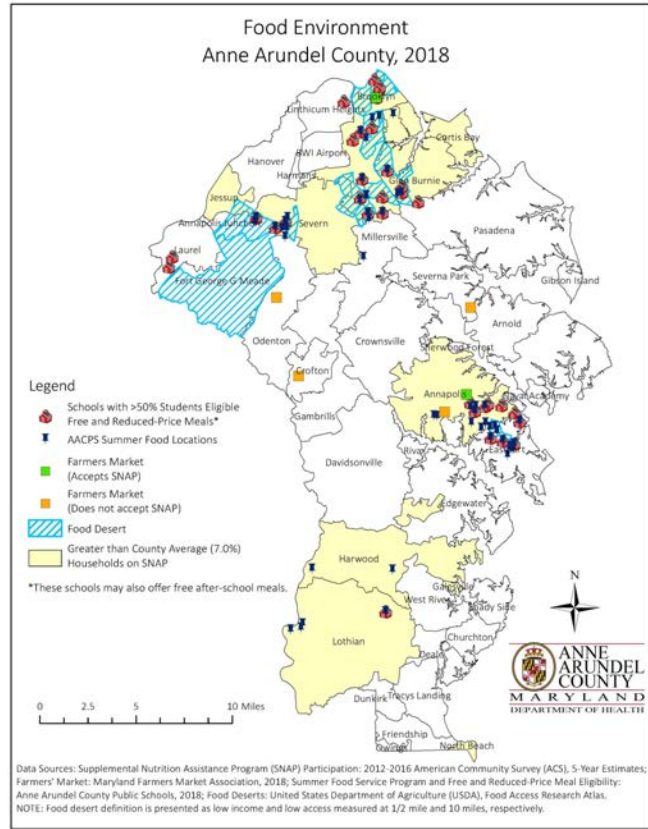 Food Environment
Anne Arundel County, 2018
Brooklyn
Linthicum Heights
Curtis Bay
BWI Airport
Hanover
Harmans
Glen Burnie
Jessup
Annapolis Junction
Severn
Millersville
Pasadena
Laurel
Fort George G Meade
Severna Park
Gibson Island
Arnold
Odenton
Crownsville
Sherwood Forest
Crofton
Annapolis
Naval Academy
Gambrills
Riva
Eastport
Davidsonville
Edgewater
Harwood
Galesville
West River
Shady Side
Lothian
Churchton
Deale
Dunkirk
Tracys Landing
Friendship
Owings
North Beach
Legend
Schools with >50% Students Eligible
Free and Reduced-Price Meals*
AACPS Summer Food Locations
Farmers Market
(Accepts SNAP)
Farmers Market
(Does not accept SNAP)
Food Desert
Greater than County Average (7.0%)
Households on SNAP
*These schools may also offer free after-school meals.
N
0 2.5 5 10 Miles
ANNE
ARUNDEL
COUNTY
MARYLAND
DEPARTMENT OF HEALTH
Data Sources: Supplemental Nutrition Assistance Program (SNAP) Participation: 2012-2016 American Community Survey (ACS), 5-Year Estimates;
Farmers' Market: Maryland Farmers Market Association, 2018; Summer Food Service Program and Free and Reduced-Price Meal Eligibility:
Anne Arundel County Public Schools, 2018; Food Deserts: United States Department of Agriculture (USDA), Food Access Research Atlas.
NOTE: Food desert definition is presented as low income and low access measured at 1/2 mile and 10 miles, respectively.